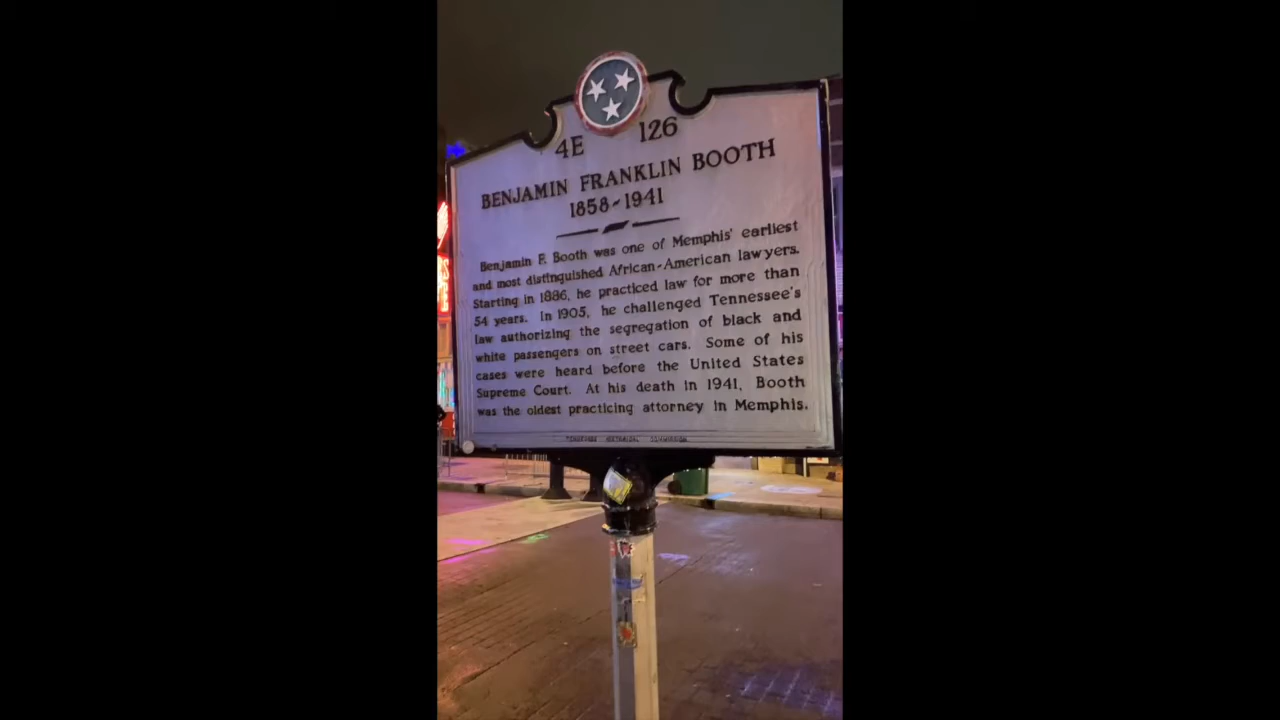 4E 126
BENJAMIN FRANKLIN BOOTH
1858-1941
Benjamin F. Booth was one of Memphis' earliest
and most distinguished African-American lawyers.
Starting in 1886, he practiced law for more than
54 years. In 1905, he challenged Tennessee's
law authorizing the segregation of black and
white passengers on street cars. Some of his
cases were heard before the United States
Supreme Court. At his death in 1941, Booth
was the oldest practicing attorney in Memphis.
TENNESSEE HISTORICAL COMMISSION